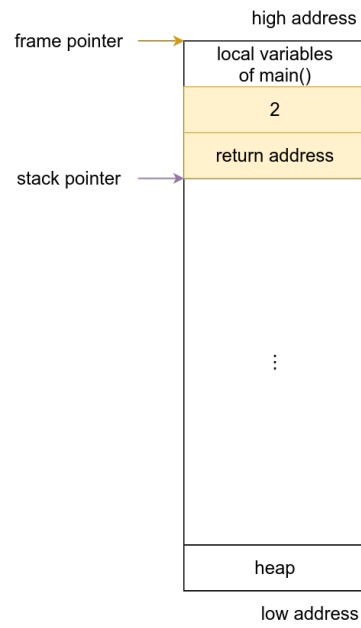 high address
frame pointer
local variables
of main()
2
return address
stack pointer
⋮
heap
low address